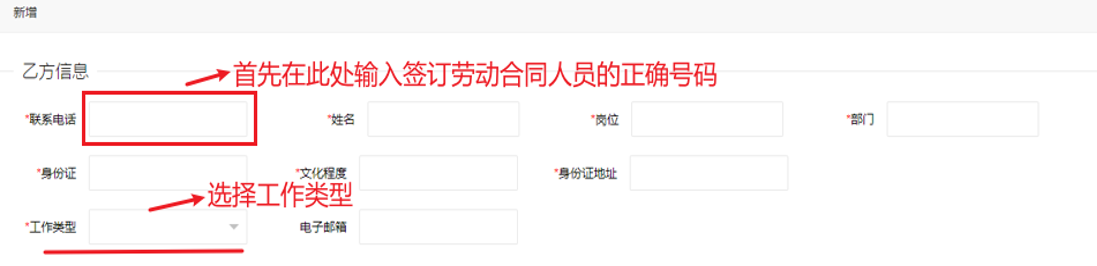 新增
乙方信息
首先在此处输入签订劳动合同人员的正确号码
*联系电话 *姓名 *岗位 *部门
*身份证 *文化程度 *身份证地址
选择工作类型
*工作类型 电子邮箱